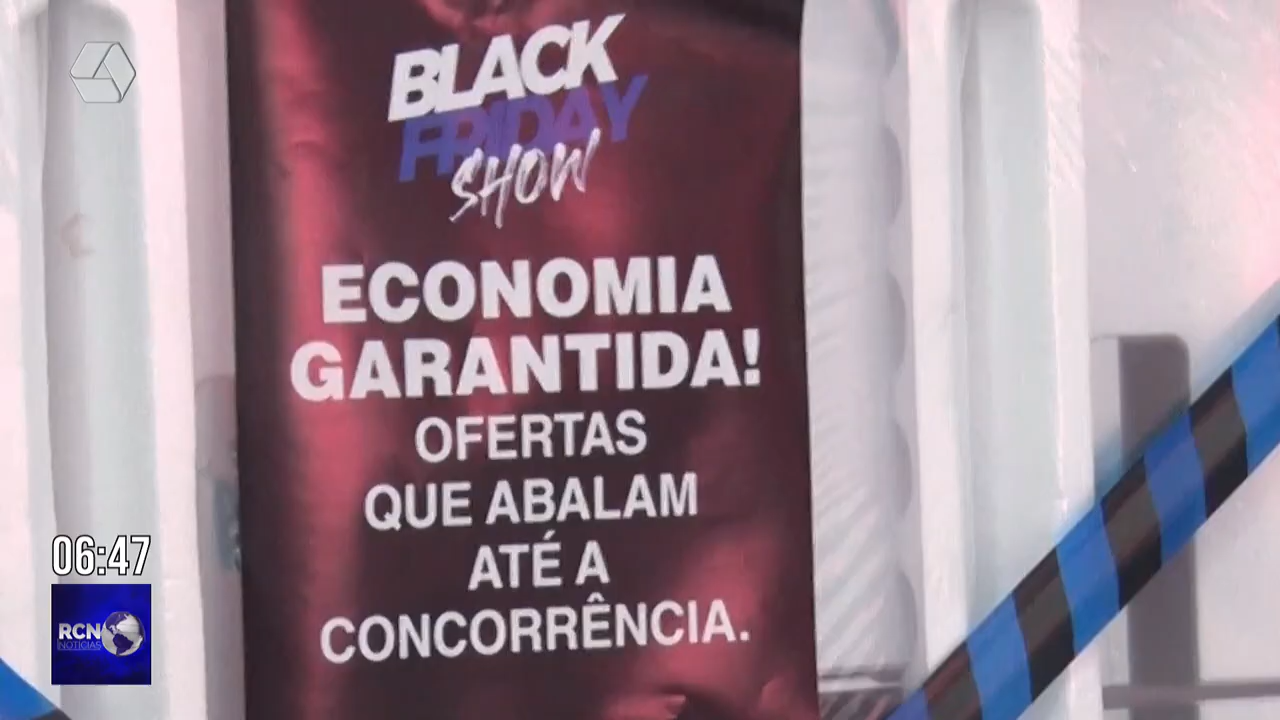 BLACK
FRIDAY
SHOW
ECONOMIA
GARANTIDA!
OFERTAS
QUE ABALAM
ATÉ A
CONCORRÊNCIA.
06:47
RCN
NOTÍCIAS